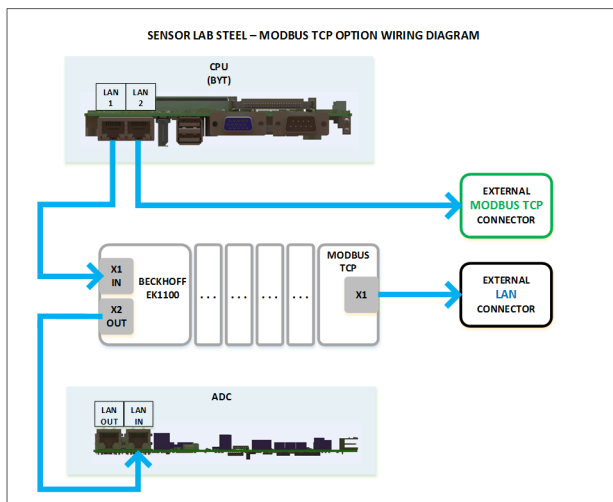 SENSOR LAB STEEL – MODBUS TCP OPTION WIRING DIAGRAM
CPU
(BYT)
LAN
1
LAN
2
EXTERNAL
MODBUS TCP
CONNECTOR
X1
IN
X2
OUT
BECKHOFF
EK1100
...
...
...
...
MODBUS
TCP
X1
EXTERNAL
LAN
CONNECTOR
ADC
LAN
OUT
LAN
IN